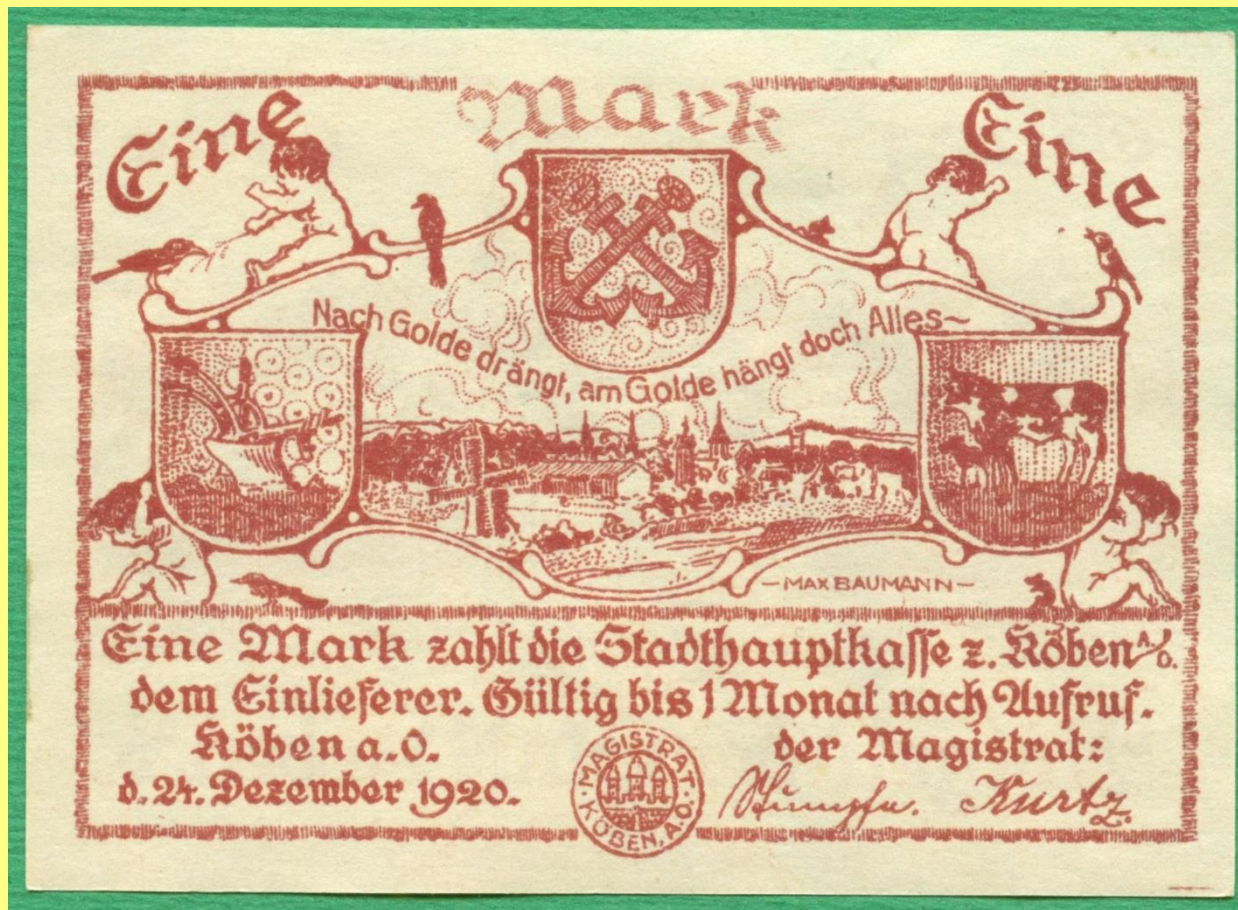 Eine Mark Eine
Nach Golde drängt, am Golde hängt doch Alles~
—MAX BAUMANN—
Eine Mark zahlt die Stadthauptkasse z. Köben A/O.
dem Einlieferer. Gültig bis 1 Monat nach Aufruf.
Köben a.O.
der Magistrat:
d. 24. Dezember 1920.
MAGISTRAT·
KÖBEN, A.O.
Kurtz.